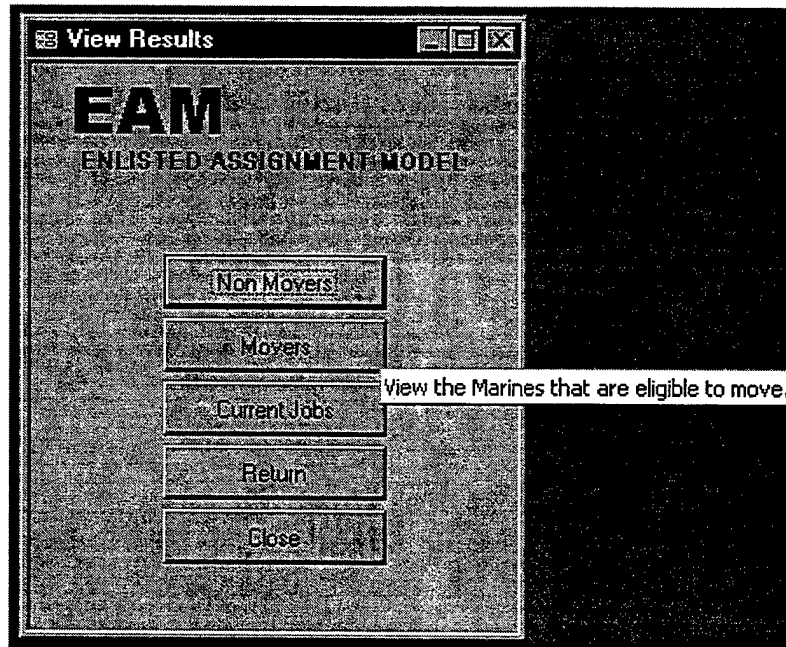 View Results
EAM
ENLISTED ASSIGNMENT MODEL
Non Movers
Movers
View the Marines that are eligible to move.
Current Jobs
Return
Close